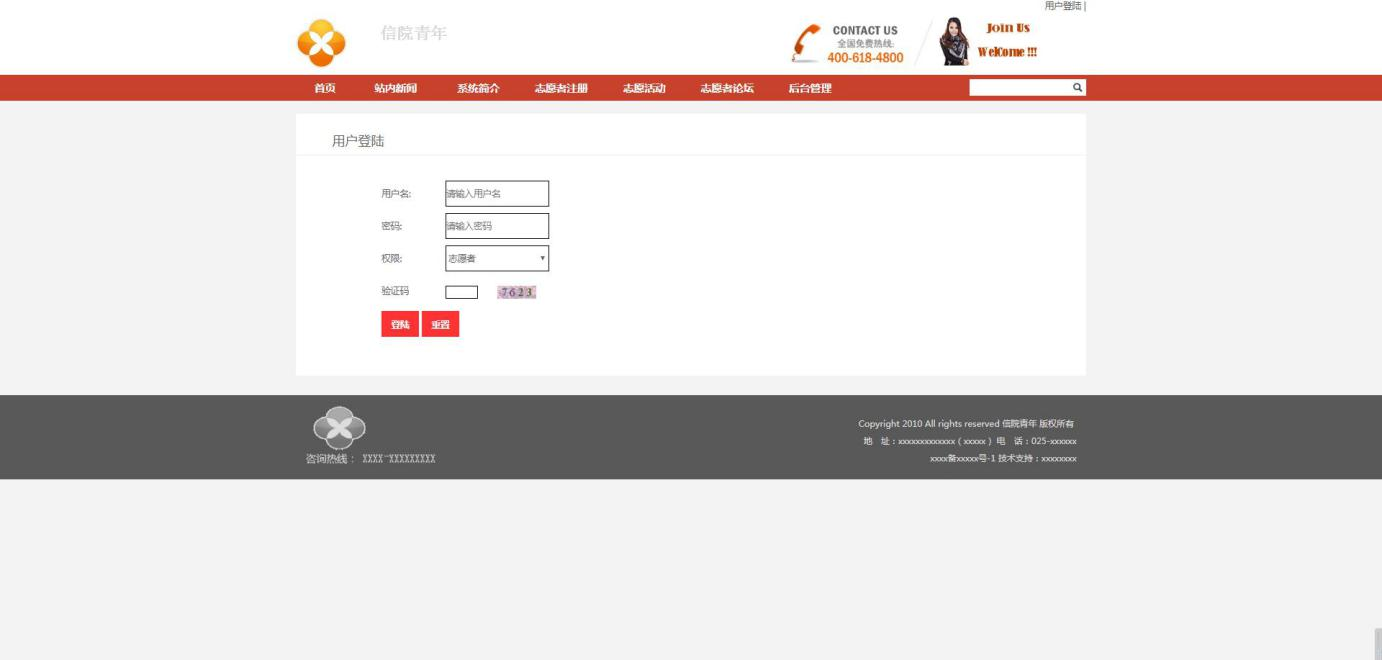 用户登陆 |
信院青年
CONTACT US
全国免费热线:
400-618-4800
Join Us
Welcome !!!
首页 站内新闻 系统简介 志愿者注册 志愿活动 志愿者论坛 后台管理
用户登陆
用户名: 请输入用户名
密码: 请输入密码
权限: 志愿者
验证码 7623
登陆 重置
Copyright 2010 All rights reserved 信院青年 版权所有
地 址：xxxxxxxxxxxx（xxxxx） 电 话：025-xxxxxx
xxxx备xxxxx号-1 技术支持：xxxxxxxx
咨询热线： XXXX-XXXXXXXXX